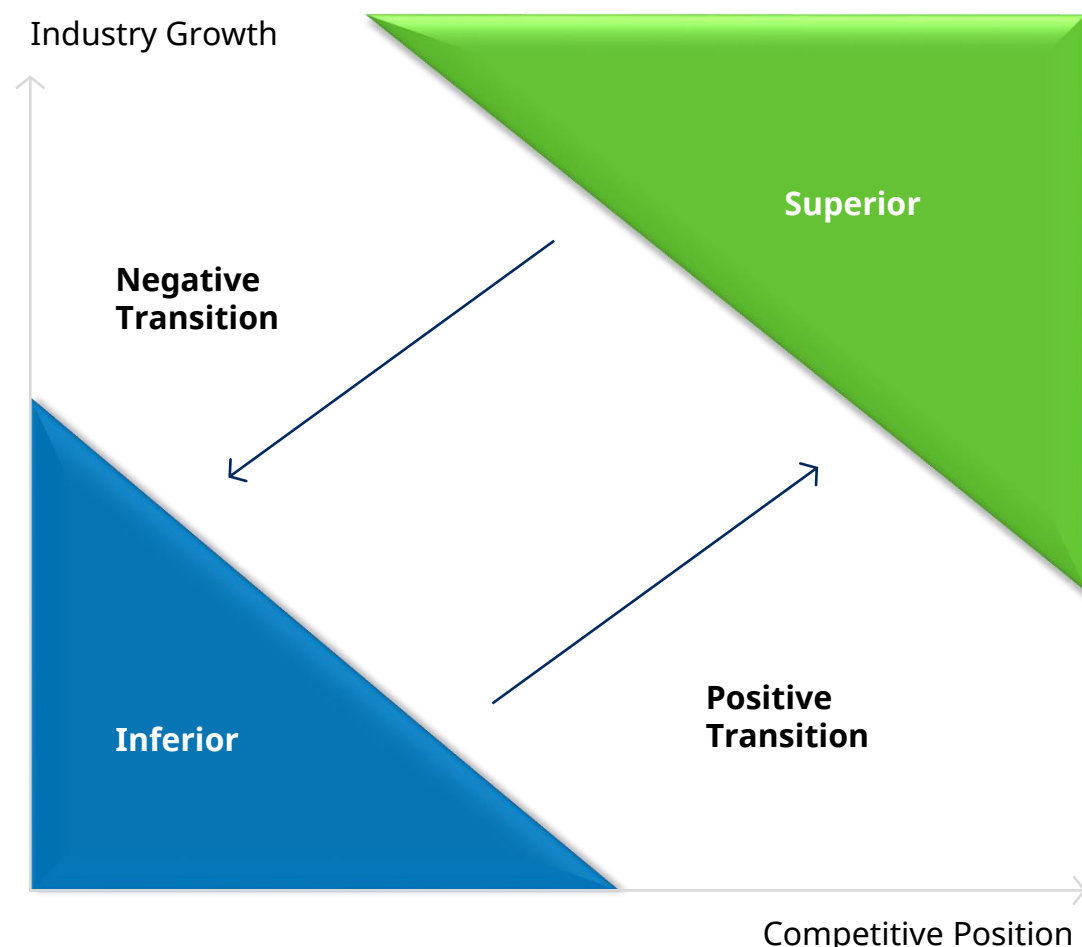 Industry Growth
Superior
Negative
Transition
Positive
Transition
Inferior
Competitive Position